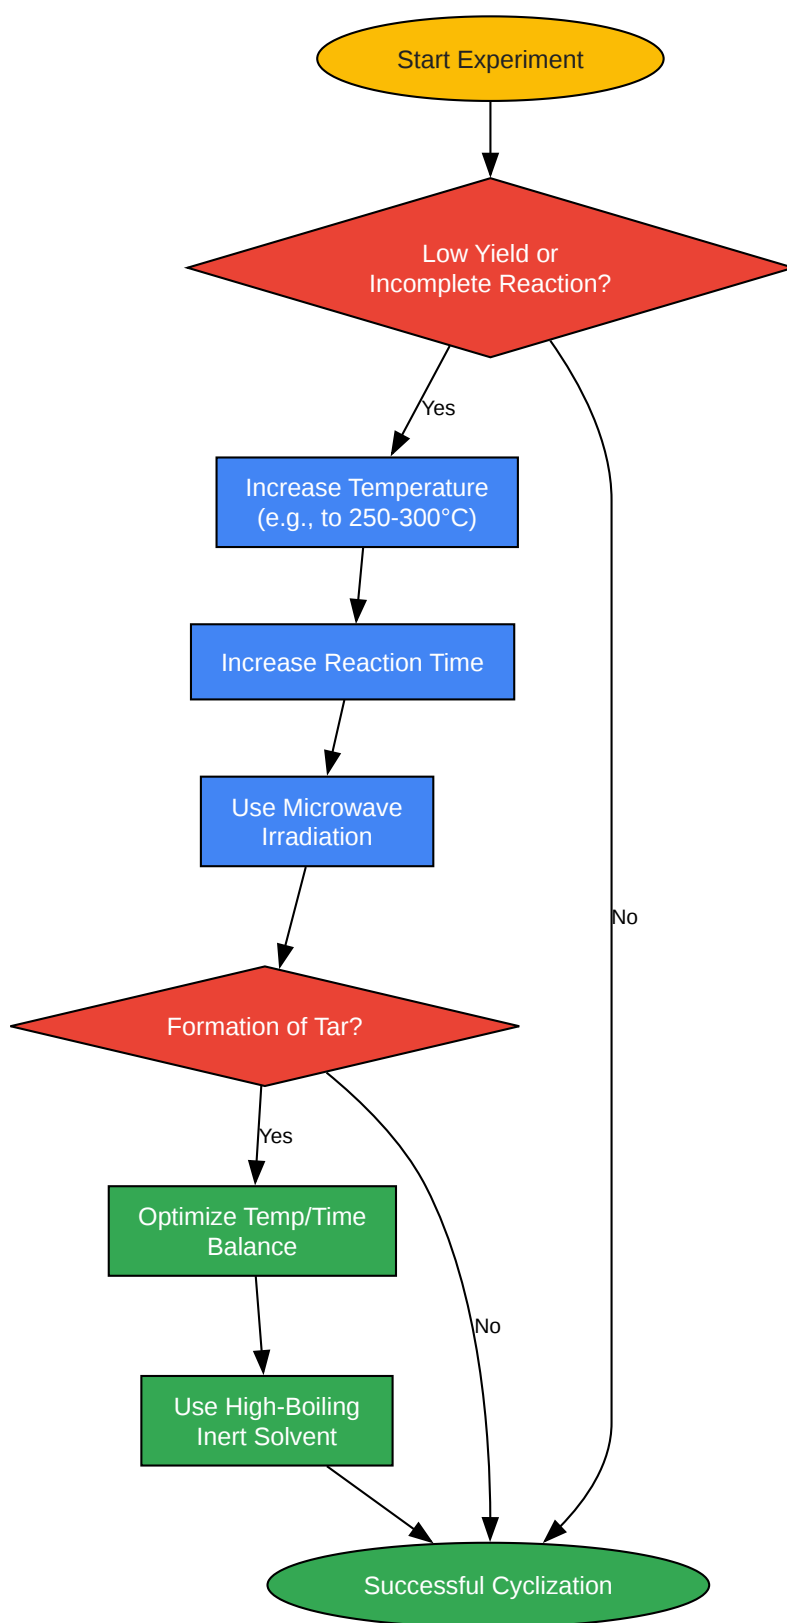 Start Experiment
Low Yield or
Incomplete Reaction?
Yes
Increase Temperature
(e.g., to 250-300°C)
Increase Reaction Time
Use Microwave
Irradiation
No
Formation of Tar?
Yes
Optimize Temp/Time
Balance
No
Use High-Boiling
Inert Solvent
Successful Cyclization